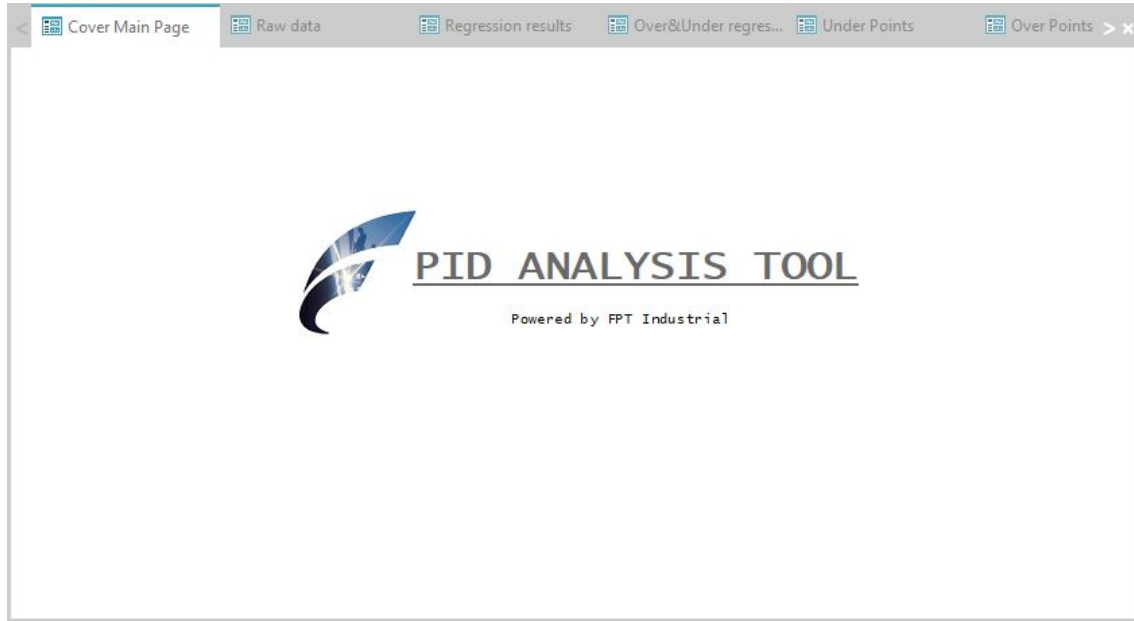 < Cover Main Page Raw data Regression results Over&Under regres... Under Points Over Points > ×
PID ANALYSIS TOOL
Powered by FPT Industrial